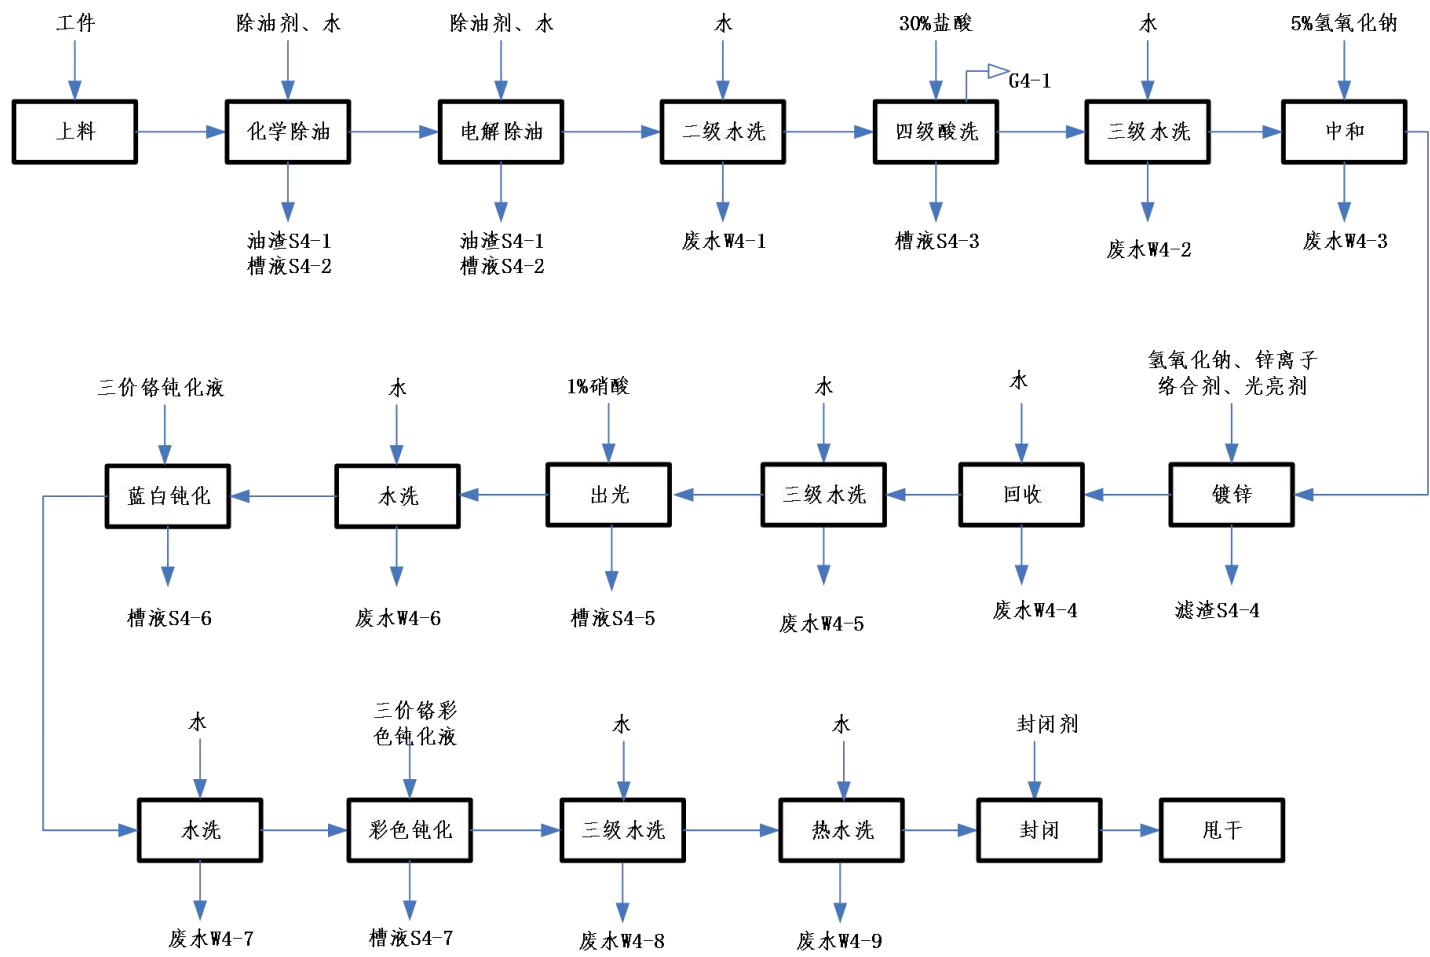 工件
除油剂、水
除油剂、水
水
30%盐酸
水
5%氢氧化钠
G4-1
上料
化学除油
电解除油
二级水洗
四级酸洗
三级水洗
中和
油渣S4-1
槽液S4-2
油渣S4-1
槽液S4-2
废水W4-1
槽液S4-3
废水W4-2
废水W4-3
三价铬钝化液
水
1%硝酸
水
水
氢氧化钠、锌离子
络合剂、光亮剂
蓝白钝化
水洗
出光
三级水洗
回收
镀锌
槽液S4-6
废水W4-6
槽液S4-5
废水W4-5
废水W4-4
滤渣S4-4
水
三价铬彩
色钝化液
水
水
封闭剂
水洗
彩色钝化
三级水洗
热水洗
封闭
甩干
废水W4-7
槽液S4-7
废水W4-8
废水W4-9